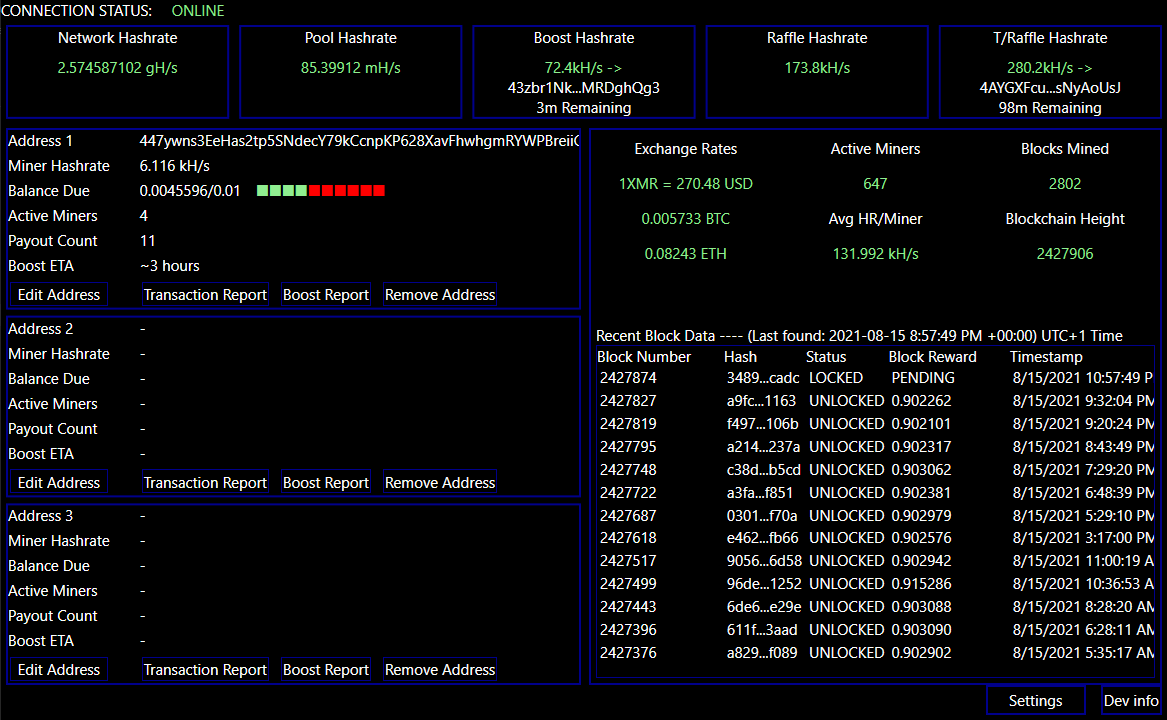 CONNECTION STATUS: ONLINE
Network Hashrate
2.574587102 gH/s
Pool Hashrate
85.39912 mH/s
Boost Hashrate
72.4kH/s ->
43zbr1Nk...MRDghQg3
3m Remaining
Raffle Hashrate
173.8kH/s
T/Raffle Hashrate
280.2kH/s ->
4AYGXFcu...sNyAoUsJ
98m Remaining
Address 1 447ywns3EeHas2tp5SNdecY79kCcnpKP628XavFhwhgmRYWPBreiiC
Miner Hashrate 6.116 kH/s
Balance Due 0.0045596/0.01
Active Miners 4
Payout Count 11
Boost ETA ~3 hours
Edit Address Transaction Report Boost Report Remove Address
Address 2 -
Miner Hashrate -
Balance Due -
Active Miners -
Payout Count -
Boost ETA -
Edit Address Transaction Report Boost Report Remove Address
Address 3 -
Miner Hashrate -
Balance Due -
Active Miners -
Payout Count -
Boost ETA -
Edit Address Transaction Report Boost Report Remove Address
Exchange Rates Active Miners Blocks Mined
1XMR = 270.48 USD 647 2802
0.005733 BTC Avg HR/Miner Blockchain Height
0.08243 ETH 131.992 kH/s 2427906
Recent Block Data ---- (Last found: 2021-08-15 8:57:49 PM +00:00) UTC+1 Time
Block Number Hash Status Block Reward Timestamp
2427874 3489...cadc LOCKED PENDING 8/15/2021 10:57:49 P
2427827 a9fc...1163 UNLOCKED 0.902262 8/15/2021 9:32:04 PM
2427819 f497...106b UNLOCKED 0.902101 8/15/2021 9:20:24 PM
2427795 a214...237a UNLOCKED 0.902317 8/15/2021 8:43:49 PM
2427748 c38d...b5cd UNLOCKED 0.903062 8/15/2021 7:29:20 PM
2427722 a3fa...f851 UNLOCKED 0.902381 8/15/2021 6:48:39 PM
2427687 0301...f70a UNLOCKED 0.902979 8/15/2021 5:29:10 PM
2427618 e462...fb66 UNLOCKED 0.902576 8/15/2021 3:17:00 PM
2427517 9056...6d58 UNLOCKED 0.902942 8/15/2021 11:00:19 A
2427499 96de...1252 UNLOCKED 0.915286 8/15/2021 10:36:53 A
2427443 6de6...e29e UNLOCKED 0.903088 8/15/2021 8:28:20 AM
2427396 611f...3aad UNLOCKED 0.903090 8/15/2021 6:28:11 AM
2427376 a829...f089 UNLOCKED 0.902902 8/15/2021 5:35:17 AM
Settings Dev info